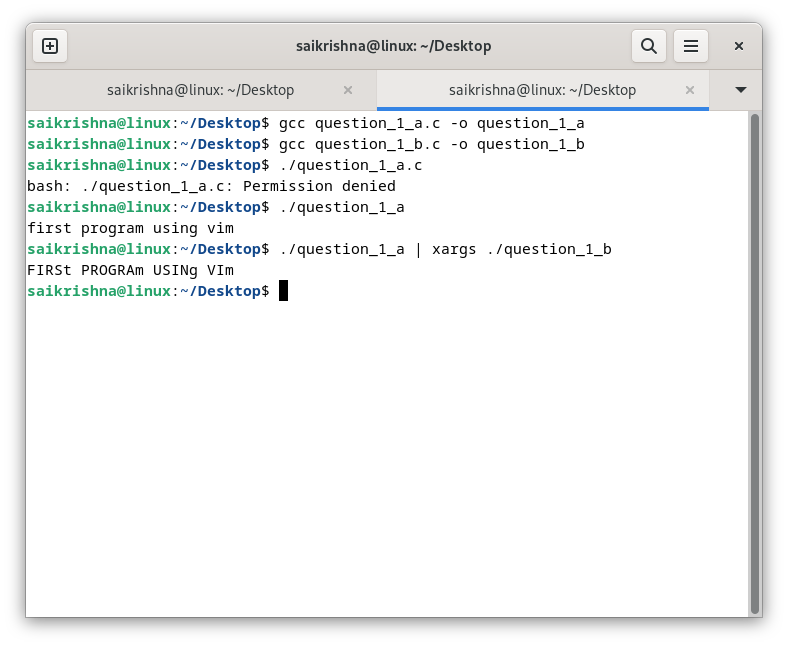 saikrishna@linux: ~/Desktop
saikrishna@linux: ~/Desktop
saikrishna@linux: ~/Desktop
saikrishna@linux:~/Desktop$ gcc question_1_a.c -o question_1_a
saikrishna@linux:~/Desktop$ gcc question_1_b.c -o question_1_b
saikrishna@linux:~/Desktop$ ./question_1_a.c
bash: ./question_1_a.c: Permission denied
saikrishna@linux:~/Desktop$ ./question_1_a
first program using vim
saikrishna@linux:~/Desktop$ ./question_1_a | xargs ./question_1_b
FIRSt PROGRAm USINg VIm
saikrishna@linux:~/Desktop$